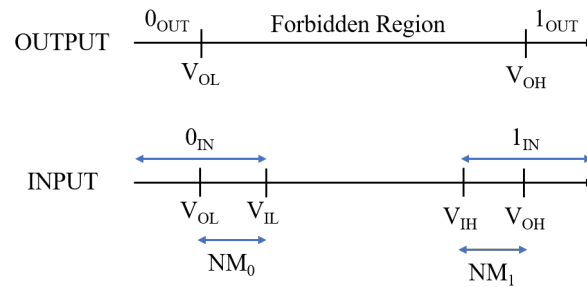 0OUT Forbidden Region 1OUT
OUTPUT
VOL VOH
0IN 1IN
INPUT
VOL VIL VIH VOH
NM0 NM1